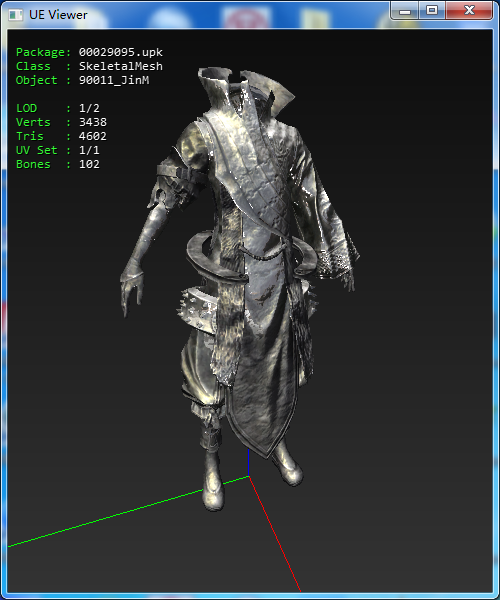 UE Viewer
Package: 00029095.upk
Class  : SkeletalMesh
Object : 90011_JinM
LOD    : 1/2
Verts  : 3438
Tris   : 4602
UV Set : 1/1
Bones  : 102